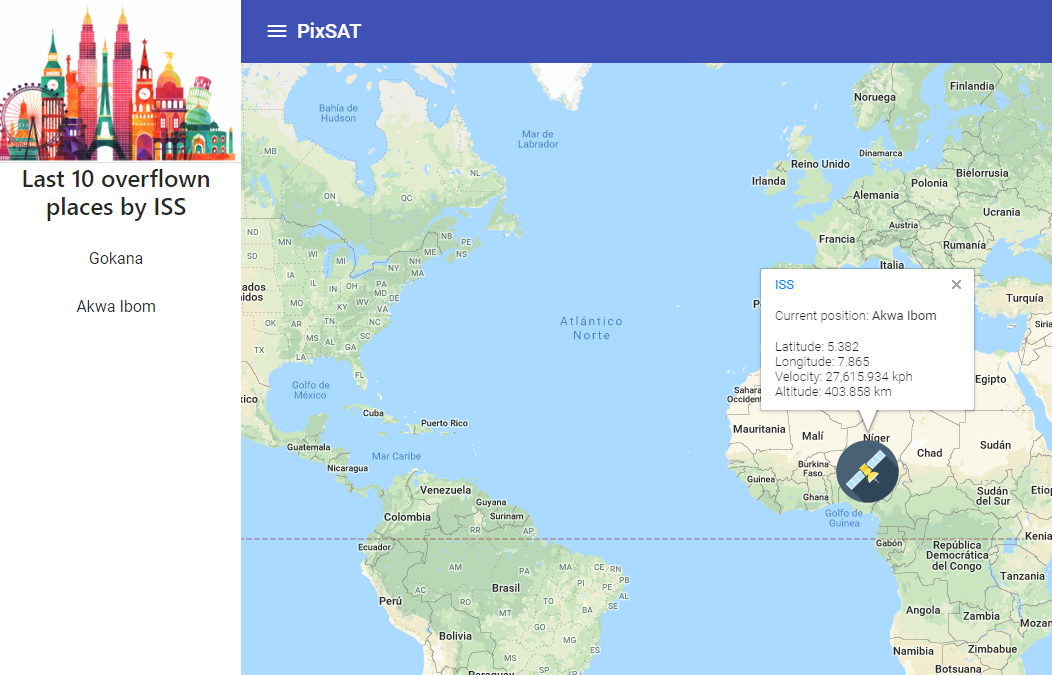 PixSAT
Last 10 overflown
places by ISS
Gokana
Akwa Ibom
Bahía de
Hudson
Mar de
Labrador
Noruega
Finlandia
MB
ON
QC
NL
Reino Unido
Dinamarca
Irlanda
Bielorrusia
Polonia
Alemania
Ucrania
Austria
Francia
Rumanía
Italia
ND
MN
SD
WI
MI
NB
PE
ME
NS
NY
NH
MA
IA
IL
IN
OH
PA
MD
DE
ados
nidos
MO
KY
WV
VA
OK
AR
TN
NC
MS
AL
SC
GA
TX
LA
FL
Atlántico
Norte
P
Turquía
Siri
ISS
Current position: Akwa Ibom
Latitude: 5.382
Longitude: 7.865
Velocity: 27,615.934 kph
Altitude: 403.858 km
Golfo de
México
xico
Cuba
Puerto Rico
Guatemala
Mar Caribe
Nicaragua
Sahara
Occident
Egipto
Mauritania
Malí
Níger
Chad
Sudán
Burkina
Faso
Guinea
Ghana
Sudán
del Sur
Etiop
Golfo de
Guinea
Venezuela
Guyana
Surinam
Colombia
RR
AP
Ecuador
Gabón
República
Democrática
del Congo
Kenia
Tanzania
AM
PA
MA
CE
RN
PB
PI
PE
AL
SE
AC
RO
TO
BA
MT
Brasil
Perú
Angola
Zambia
Mozam
GO
MG
ES
Bolivia
MS
SP
RJ
Paraguay
Namibia
Zimbabue
Botsuana